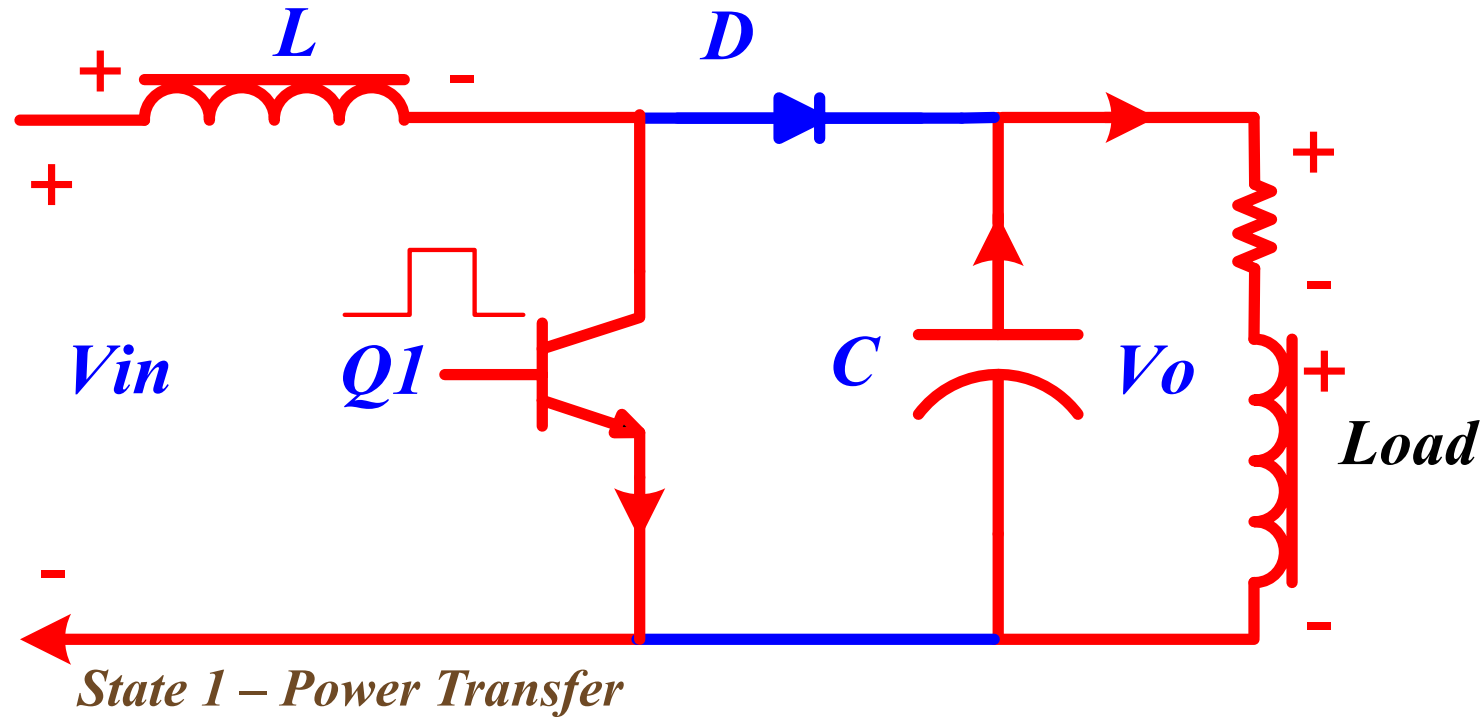 L
D
+
-
+
+
-
Vin
Q1
C
Vo
+
Load
-
-
State 1 – Power Transfer